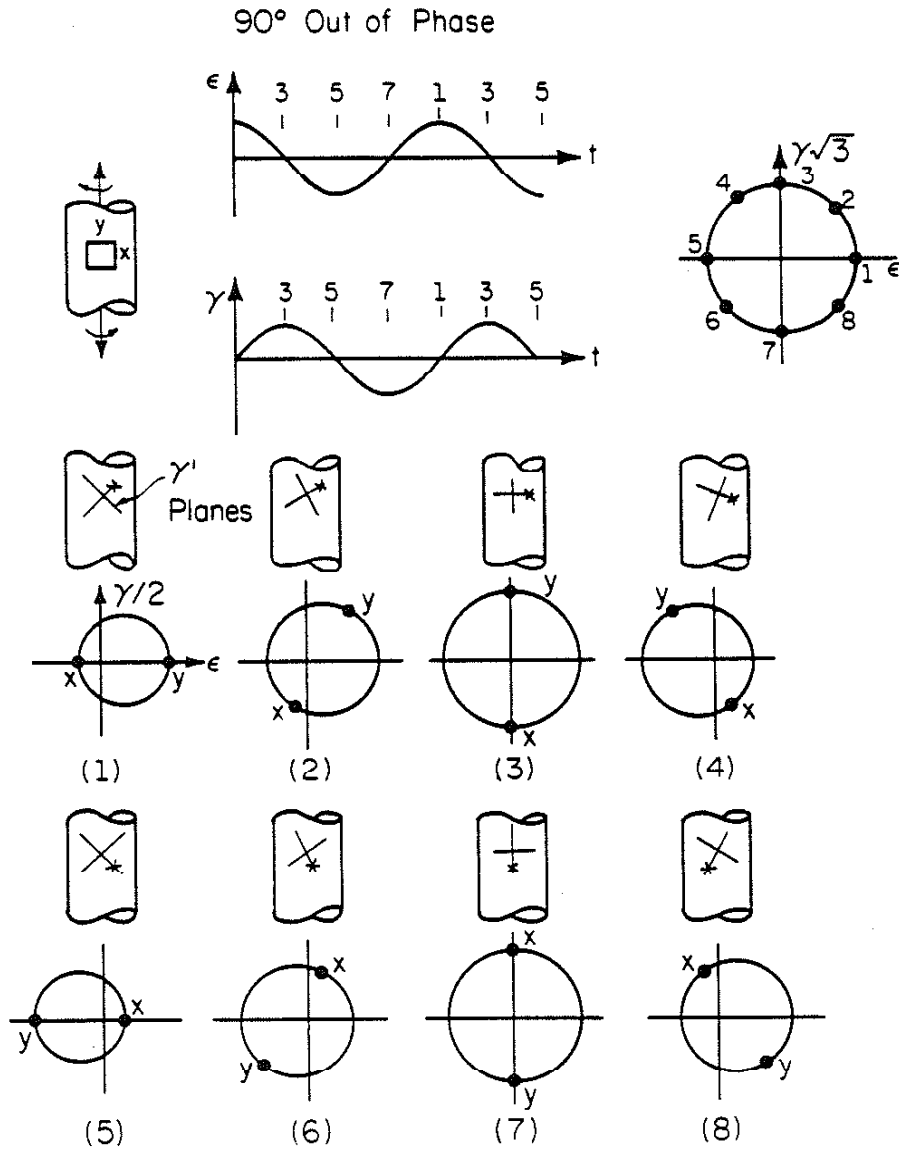 90° Out of Phase
ϵ 3 5 7 1 3 5
t
y
x
γ√3
4 3 2
5 1 ϵ
6 7 8
γ 3 5 7 1 3 5
t
γ'
Planes
γ/2
x y ϵ
y
x
y
x
y
x
(1) (2) (3) (4)
y x
x
y
x
y
x
y
(5) (6) (7) (8)